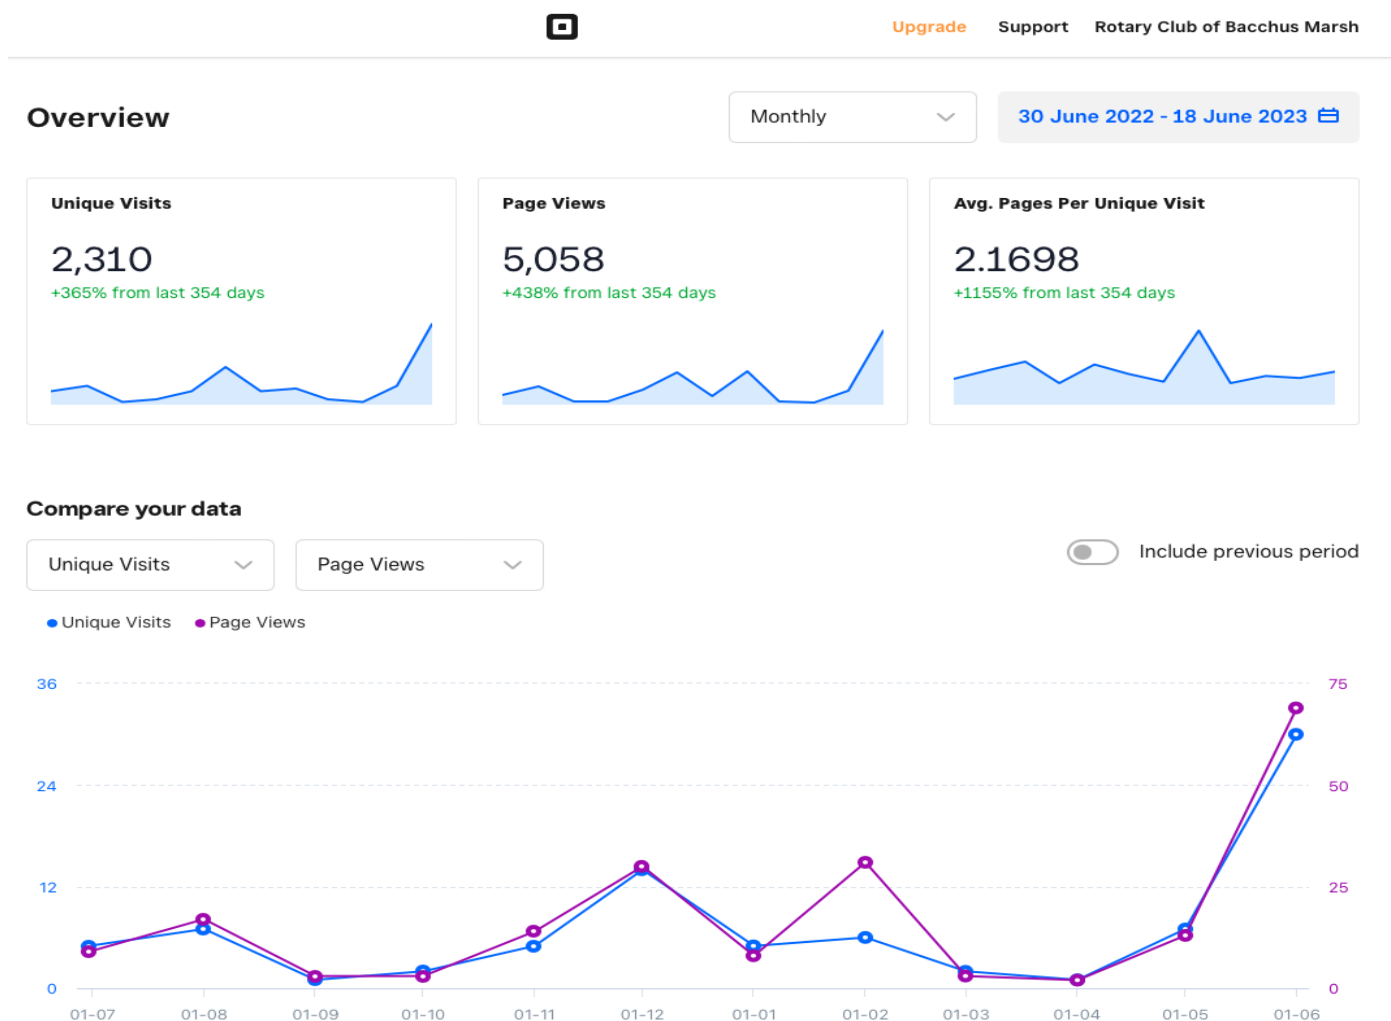 Upgrade Support Rotary Club of Bacchus Marsh
Overview
Monthly
30 June 2022 - 18 June 2023
Unique Visits
2,310
+365% from last 354 days
Page Views
5,058
+438% from last 354 days
Avg. Pages Per Unique Visit
2.1698
+1155% from last 354 days
Compare your data
Unique Visits
Page Views
Include previous period
Unique Visits Page Views
36 75
24 50
12 25
0 0
01-07 01-08 01-09 01-10 01-11 01-12 01-01 01-02 01-03 01-04 01-05 01-06